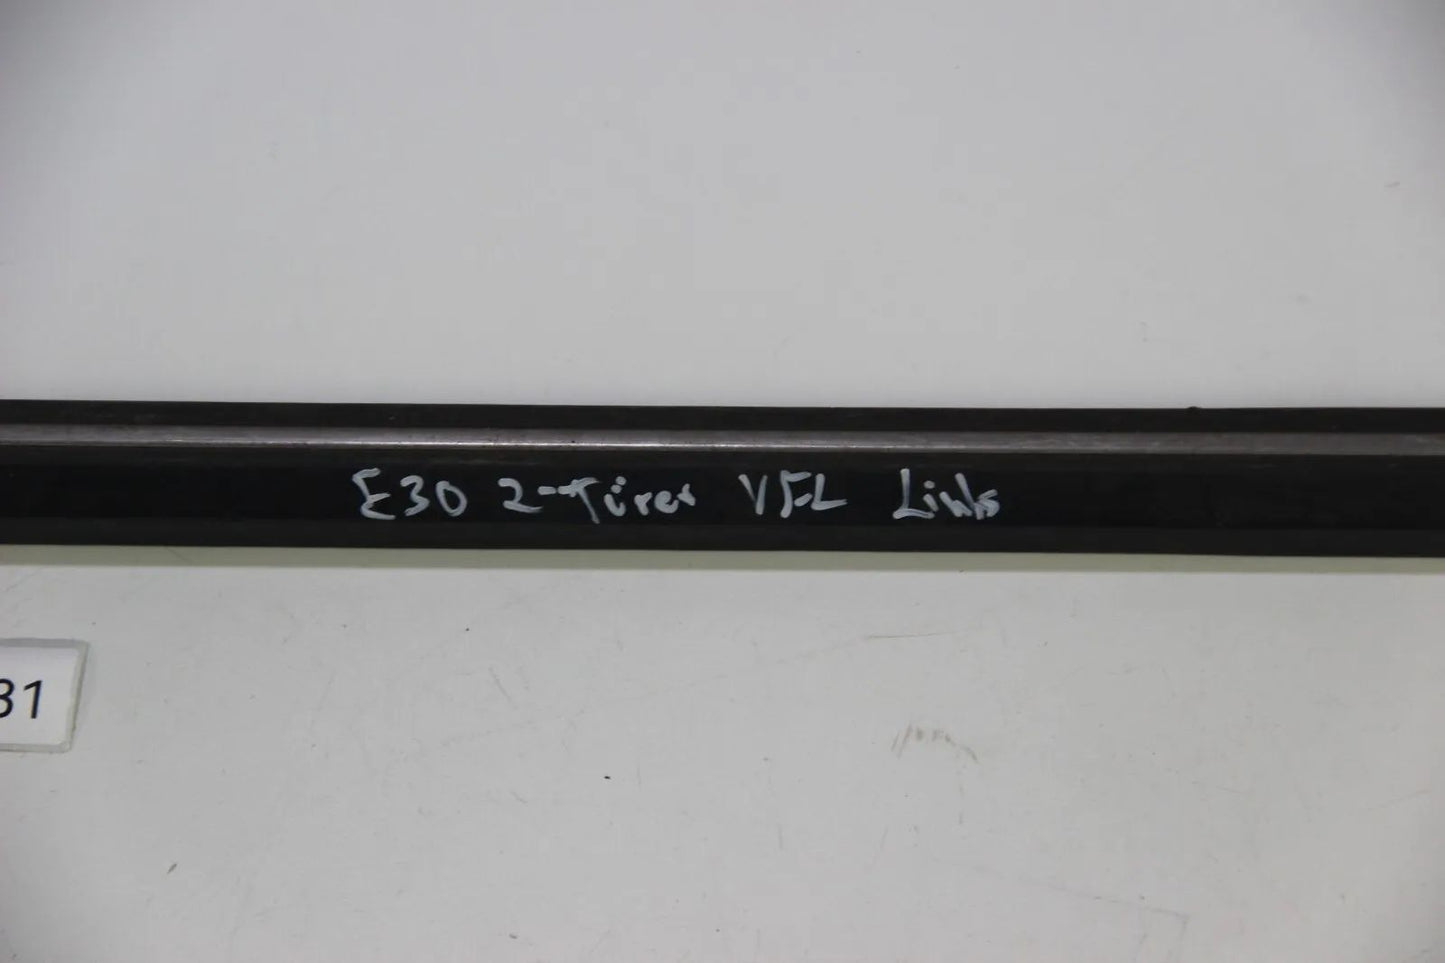 E30 2-Türer VFL Links
31